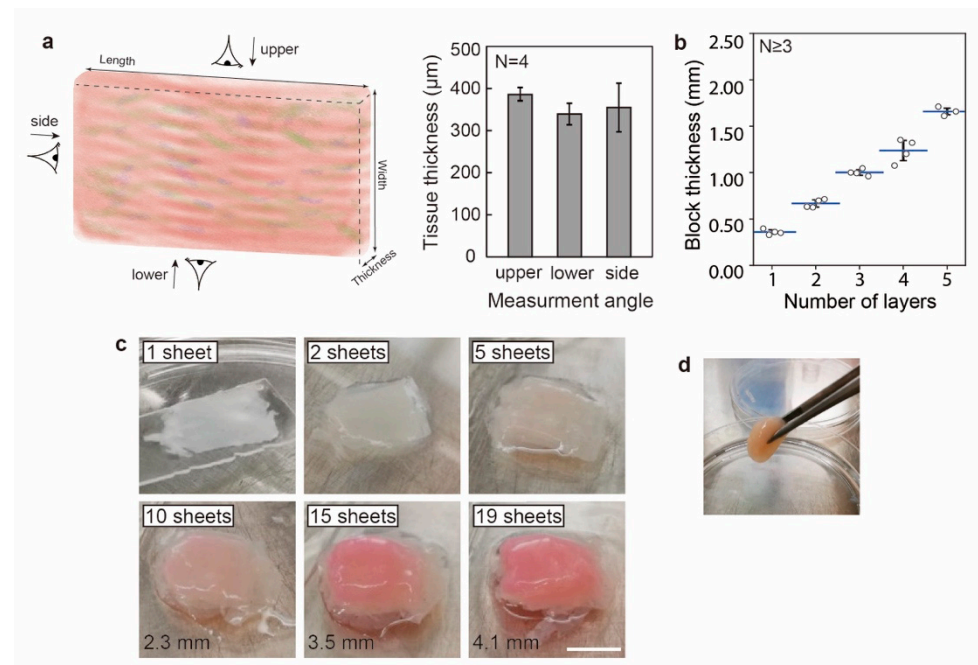 a
Length
upper
side
Width
lower
Thickness
Tissue thickness (µm)
500
400
300
200
100
0
N=4
upper lower side
Measurment angle
b
Block thickness (mm)
2.50
2.00
1.50
1.00
0.50
0.00
N≥3
1 2 3 4 5
Number of layers
c
1 sheet
2 sheets
5 sheets
10 sheets
2.3 mm
15 sheets
3.5 mm
19 sheets
4.1 mm
d